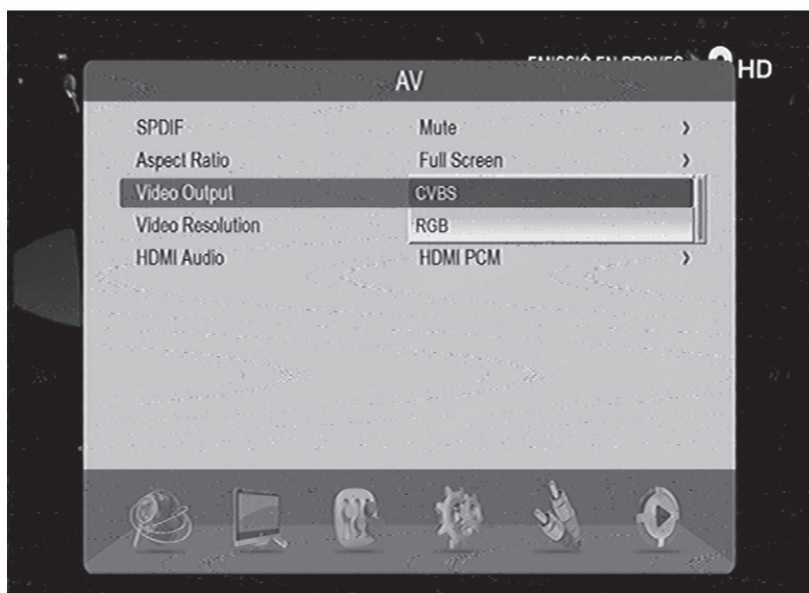 HD
AV
SPDIF Mute
Aspect Ratio Full Screen
Video Output CVBS
Video Resolution RGB
HDMI Audio HDMI PCM